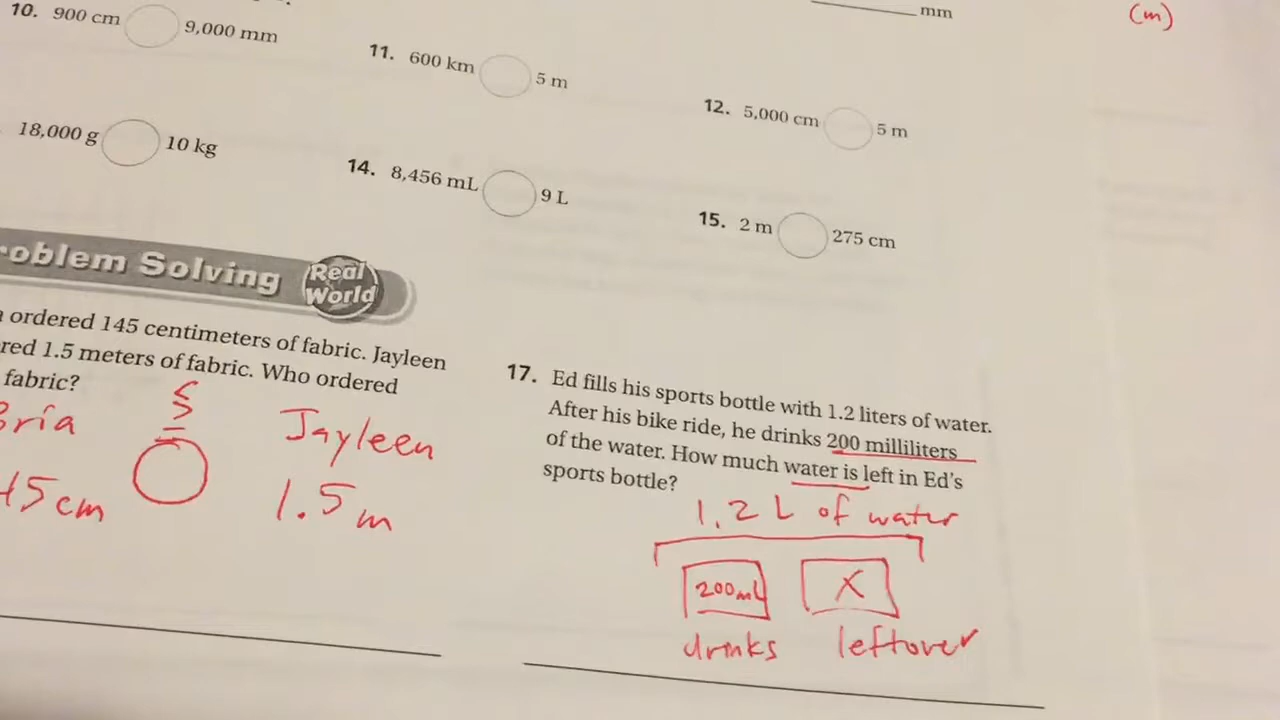 mm
(m)
10. 900 cm 9,000 mm
11. 600 km 5 m
12. 5,000 cm 5 m
18,000 g 10 kg
14. 8,456 mL 9 L
15. 2 m 275 cm
oblem Solving Real World
ordered 145 centimeters of fabric. Jayleen
red 1.5 meters of fabric. Who ordered
fabric?
17. Ed fills his sports bottle with 1.2 liters of water.
After his bike ride, he drinks 200 milliliters
of the water. How much water is left in Ed's
sports bottle?
Bria Jayleen
45 cm 1.5 m
1.2 L of water
200mL X
drinks leftover